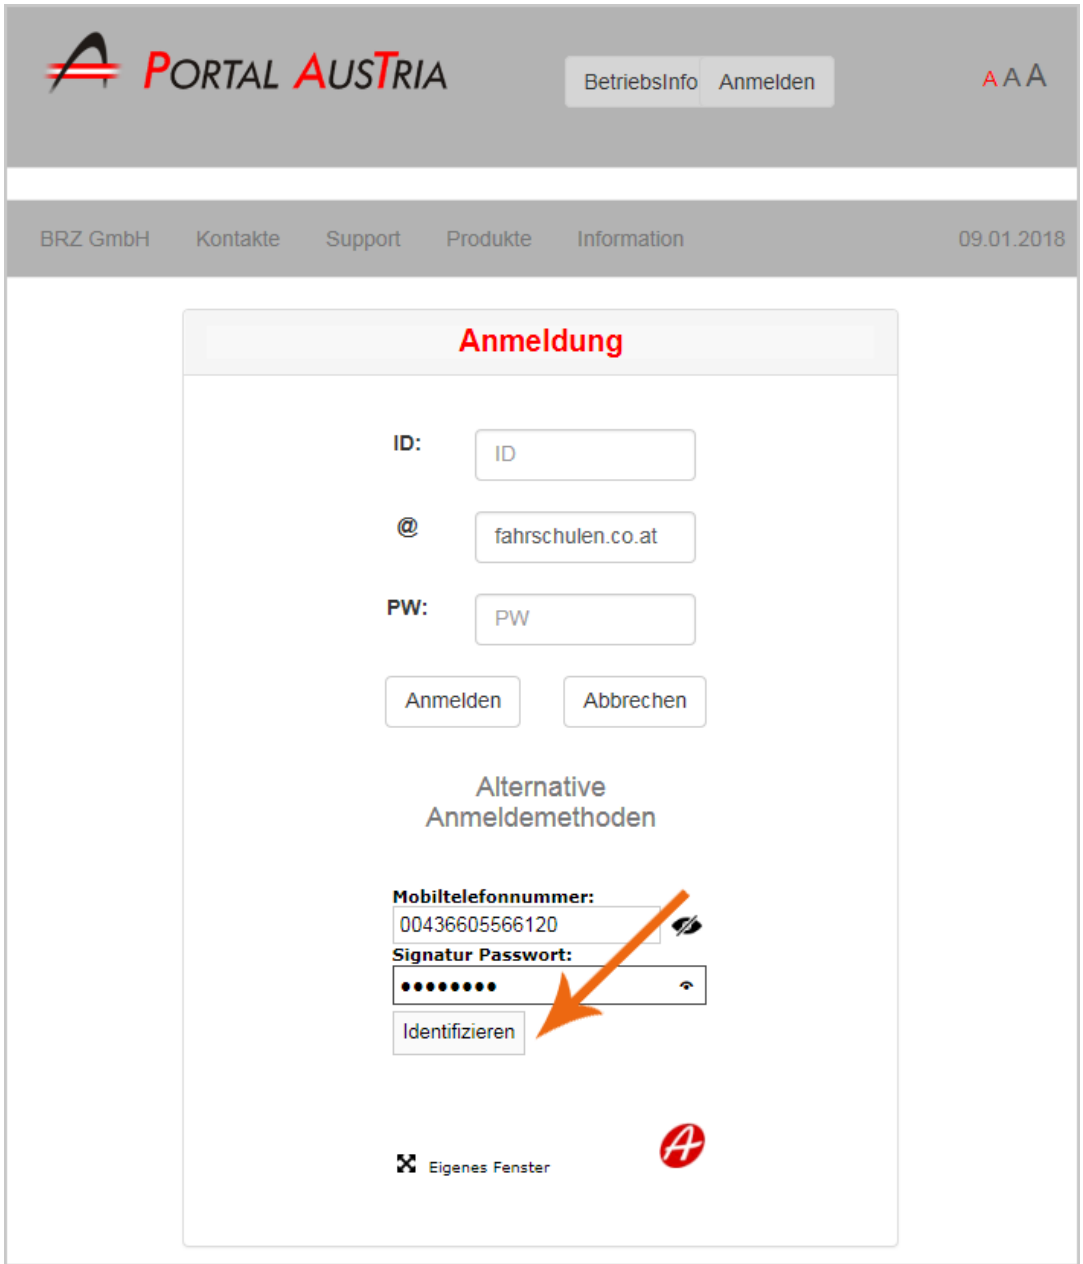 PORTAL AUSTRIA
BetriebsInfo Anmelden
A A A
BRZ GmbH Kontakte Support Produkte Information 09.01.2018
Anmeldung
ID: ID
@ fahrschulen.co.at
PW: PW
Anmelden Abbrechen
Alternative
Anmeldemethoden
Mobiltelefonnummer:
00436605566120
Signatur Passwort:
••••••••
Identifizieren
Eigenes Fenster